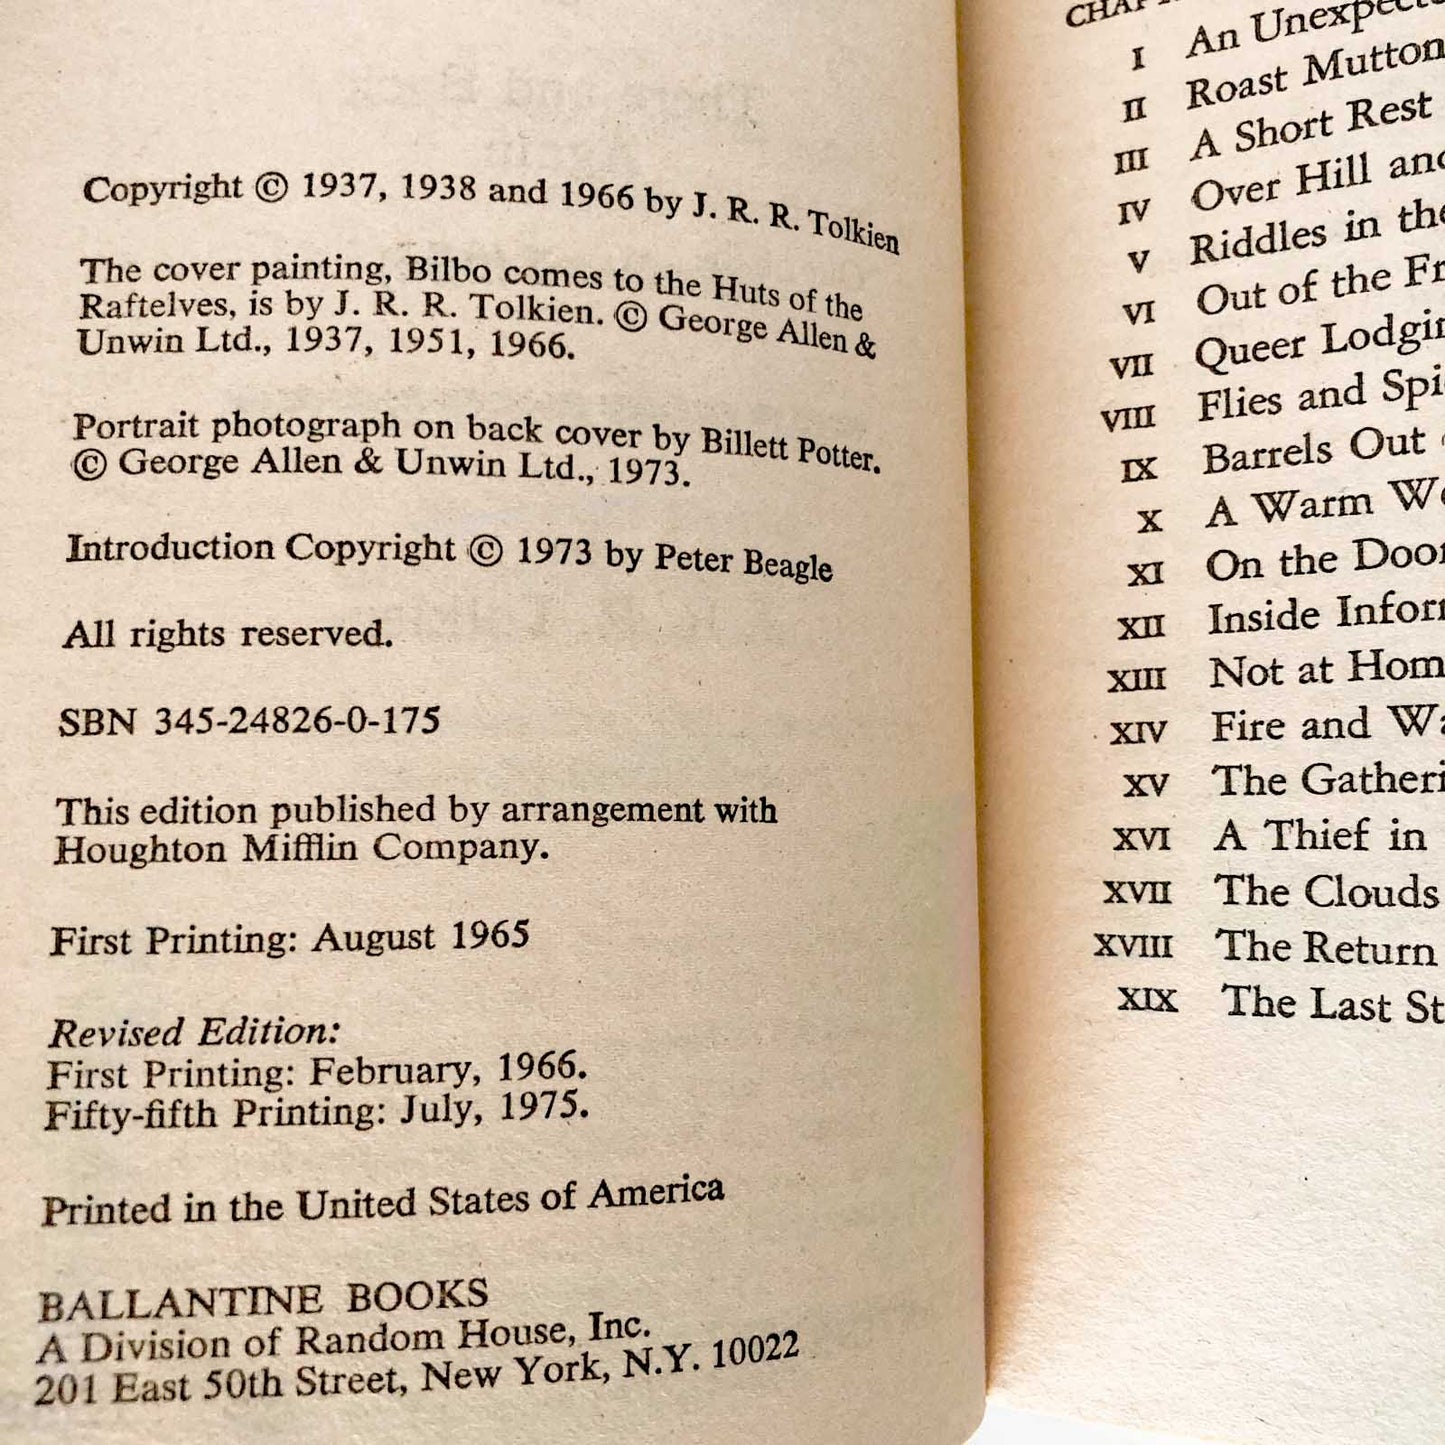 Copyright © 1937, 1938 and 1966 by J. R. R. Tolkien
The cover painting, Bilbo comes to the Huts of the
Raftelves, is by J. R. R. Tolkien. © George Allen &
Unwin Ltd., 1937, 1951, 1966.
Portrait photograph on back cover by Billett Potter.
© George Allen & Unwin Ltd., 1973.
Introduction Copyright © 1973 by Peter Beagle
All rights reserved.
SBN 345-24826-0-175
This edition published by arrangement with
Houghton Mifflin Company.
First Printing: August 1965
Revised Edition:
First Printing: February, 1966.
Fifty-fifth Printing: July, 1975.
Printed in the United States of America
BALLANTINE BOOKS
A Division of Random House, Inc.
201 East 50th Street, New York, N.Y. 10022
I An
II Roast Mutton
III A Short Rest
IV Over Hill and
V Riddles in the
VI Out of the Fr
VII Queer Lodgin
VIII Flies and Spi
IX Barrels Out
X A Warm We
XI On the Door
XII Inside Infor
XIII Not at Hom
XIV Fire and Wa
XV The Gatheri
XVI A Thief in
XVII The Clouds
XVIII The Return
XIX The Last St